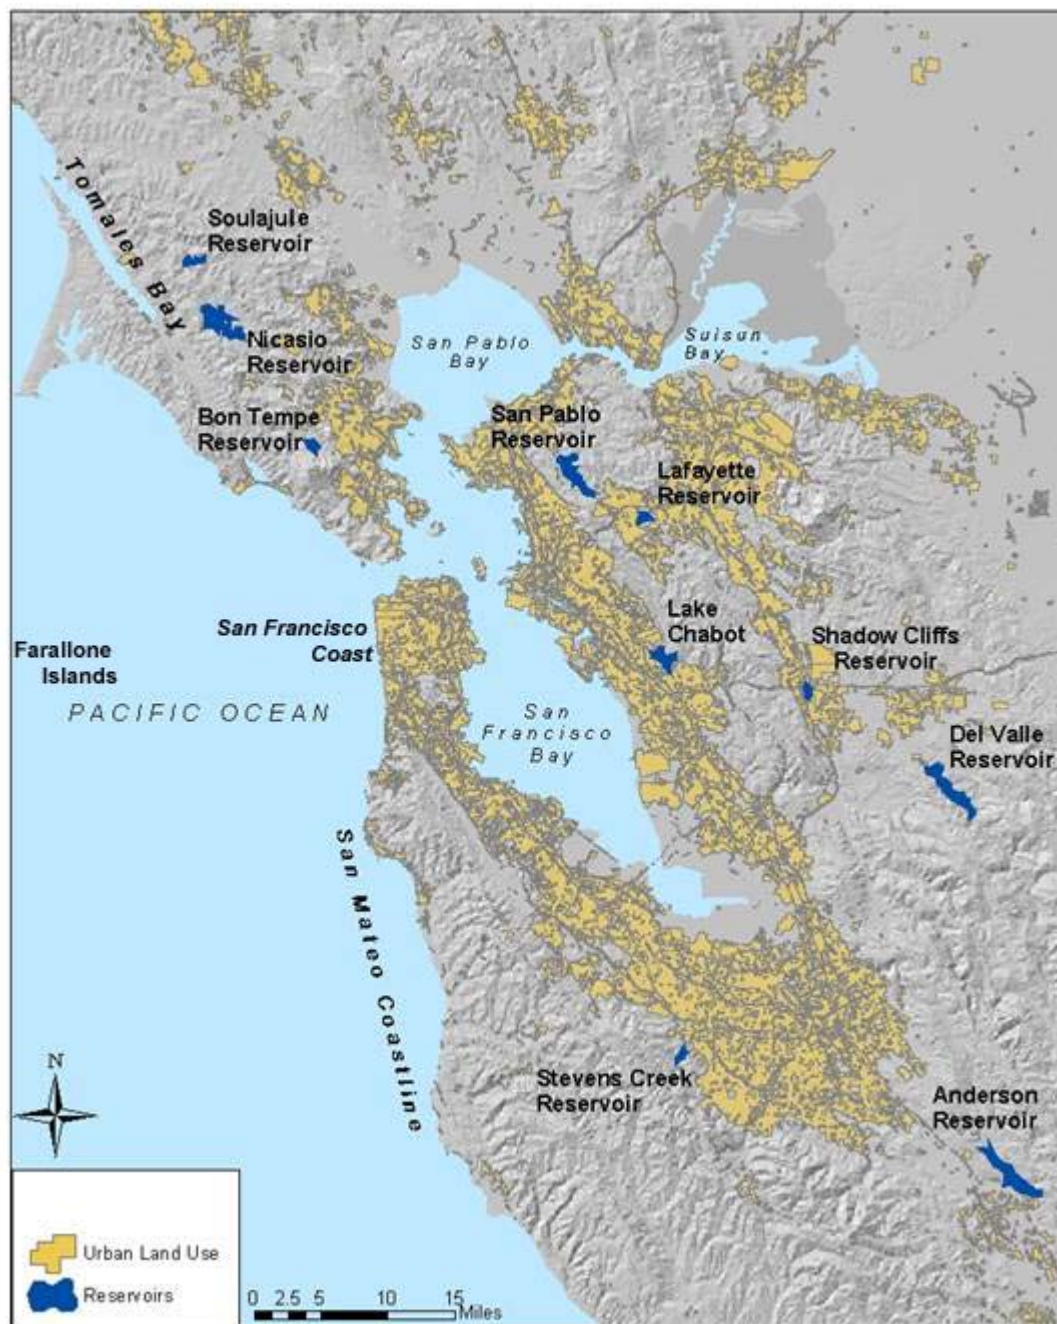 Tomales Bay
Soulajule
Reservoir
Nicasio
Reservoir
San Pablo
Bay
Suisun
Bay
Bon Tempe
Reservoir
San Pablo
Reservoir
Lafayette
Reservoir
San Francisco
Coast
Lake
Chabot
Shadow Cliffs
Reservoir
Farallone
Islands
PACIFIC OCEAN
San
Francisco
Bay
Del Valle
Reservoir
San Mateo Coastline
Stevens Creek
Reservoir
Anderson
Reservoir
N
Urban Land Use
Reservoirs
0 2.5 5 10 15
Miles